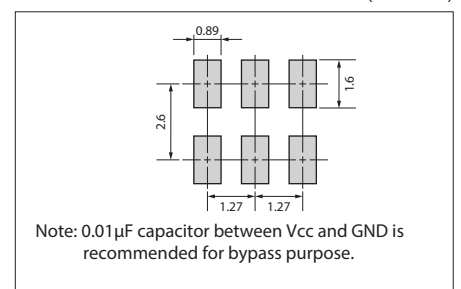 0.89
1.6
2.6
1.27
1.27
Note: 0.01µF capacitor between Vcc and GND is
recommended for bypass purpose.